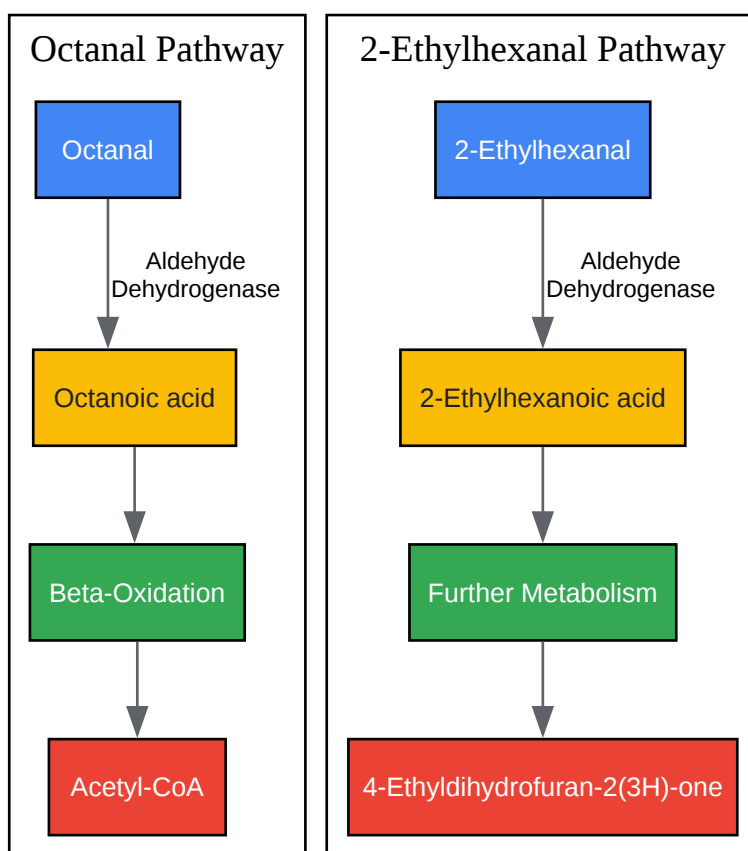 Octanal Pathway
Octanal
Aldehyde
Dehydrogenase
Octanoic acid
Beta-Oxidation
Acetyl-CoA
2-Ethylhexanal Pathway
2-Ethylhexanal
Aldehyde
Dehydrogenase
2-Ethylhexanoic acid
Further Metabolism
4-Ethyldihydrofuran-2(3H)-one